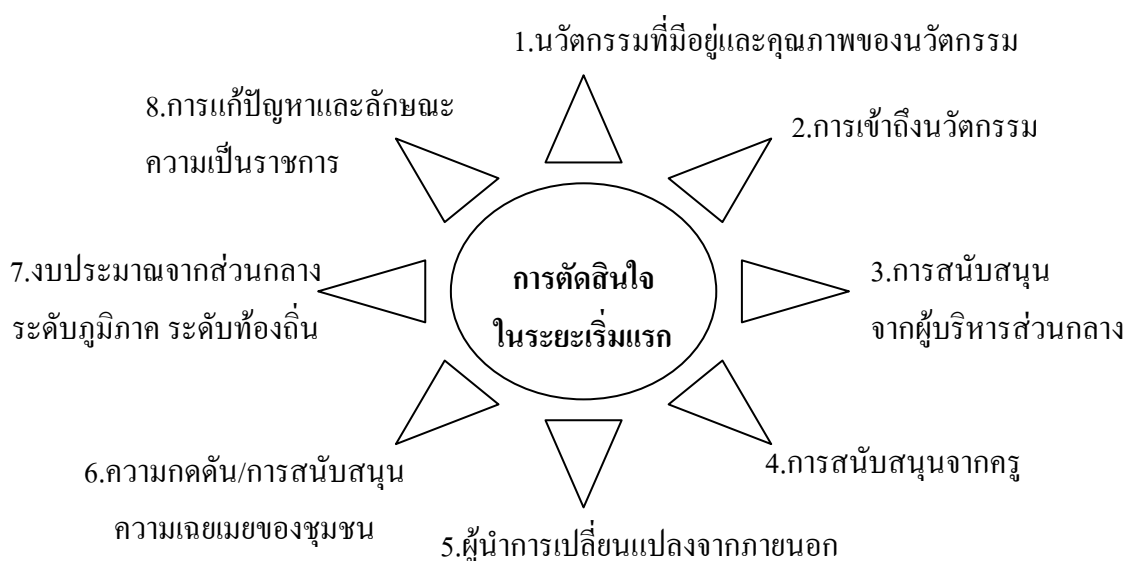 1.นวัตกรรมที่มีอยู่และคุณภาพของนวัตกรรม
2.การเข้าถึงนวัตกรรม
3.การสนับสนุน
จากผู้บริหารส่วนกลาง
4.การสนับสนุนจากครู
5.ผู้นำการเปลี่ยนแปลงจากภายนอก
6.ความกดดัน/การสนับสนุน
ความเฉยเมยของชุมชน
7.งบประมาณจากส่วนกลาง
ระดับภูมิภาค ระดับท้องถิ่น
8.การแก้ปัญหาและลักษณะ
ความเป็นราชการ
การตัดสินใจ
ในระยะเริ่มแรก